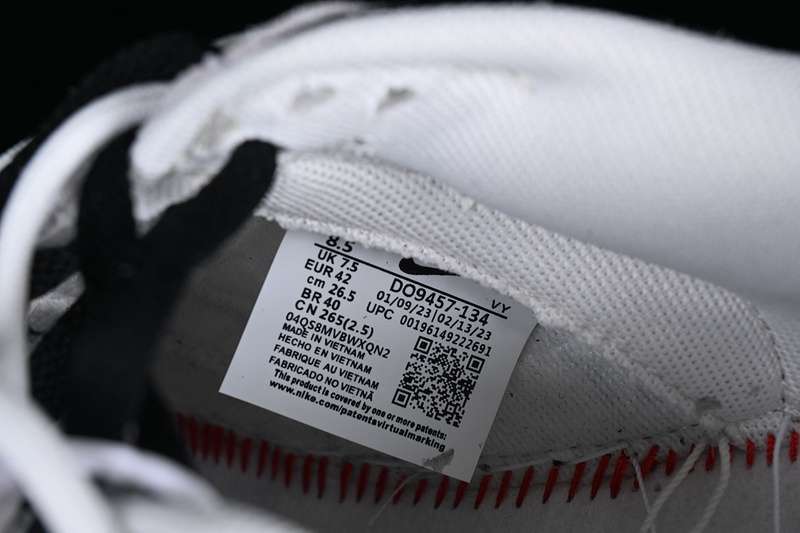 8.5
UK 7.5
EUR 42
cm 26.5
BR 40
CN 265(2.5)
04QS8MVBWXQN2
MADE IN VIETNAM
HECHO EN VIETNAM
FABRIQUE AU VIETNAM
FABRICADO NO VIETNÃ
This product is covered by one or more patents:
www.nike.com/patentavirtualmarking
VY
DO9457-134
01/09/23|02/13/23
UPC 00196149222691